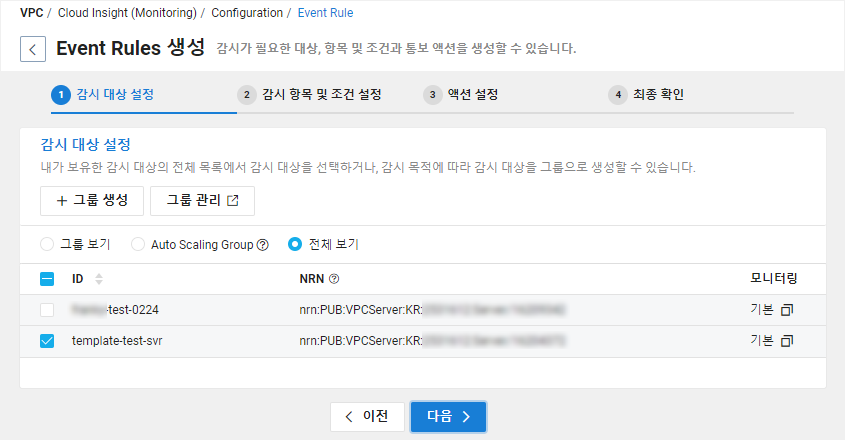 VPC / Cloud Insight (Monitoring) / Configuration / Event Rule
Event Rules 생성 감시가 필요한 대상, 항목 및 조건과 통보 액션을 생성할 수 있습니다.
1 감시 대상 설정 2 감시 항목 및 조건 설정 3 액션 설정 4 최종 확인
감시 대상 설정
내가 보유한 감시 대상의 전체 목록에서 감시 대상을 선택하거나, 감시 목적에 따라 감시 대상을 그룹으로 생성할 수 있습니다.
+ 그룹 생성 그룹 관리
그룹 보기 Auto Scaling Group ? 전체 보기
ID NRN ? 모니터링
-test-0224 nrn:PUB:VPCServer:KR: 기본
template-test-svr nrn:PUB:VPCServer:KR: 기본
< 이전 다음 >